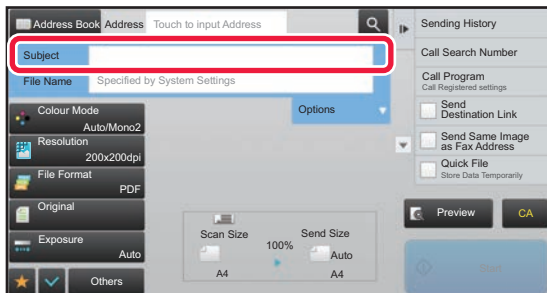 Address Book Address Touch to input Address
Subject
File Name Specified by System Settings
Colour Mode
Auto/Mono2
Resolution
200x200dpi
File Format
PDF
Original
Exposure
Auto
Others
Options
Scan Size
A4
100%
Send Size
Auto
A4
Sending History
Call Search Number
Call Program
Call Registered settings
Send
Destination Link
Send Same Image
as Fax Address
Quick File
Store Data Temporarily
Preview
CA
Start